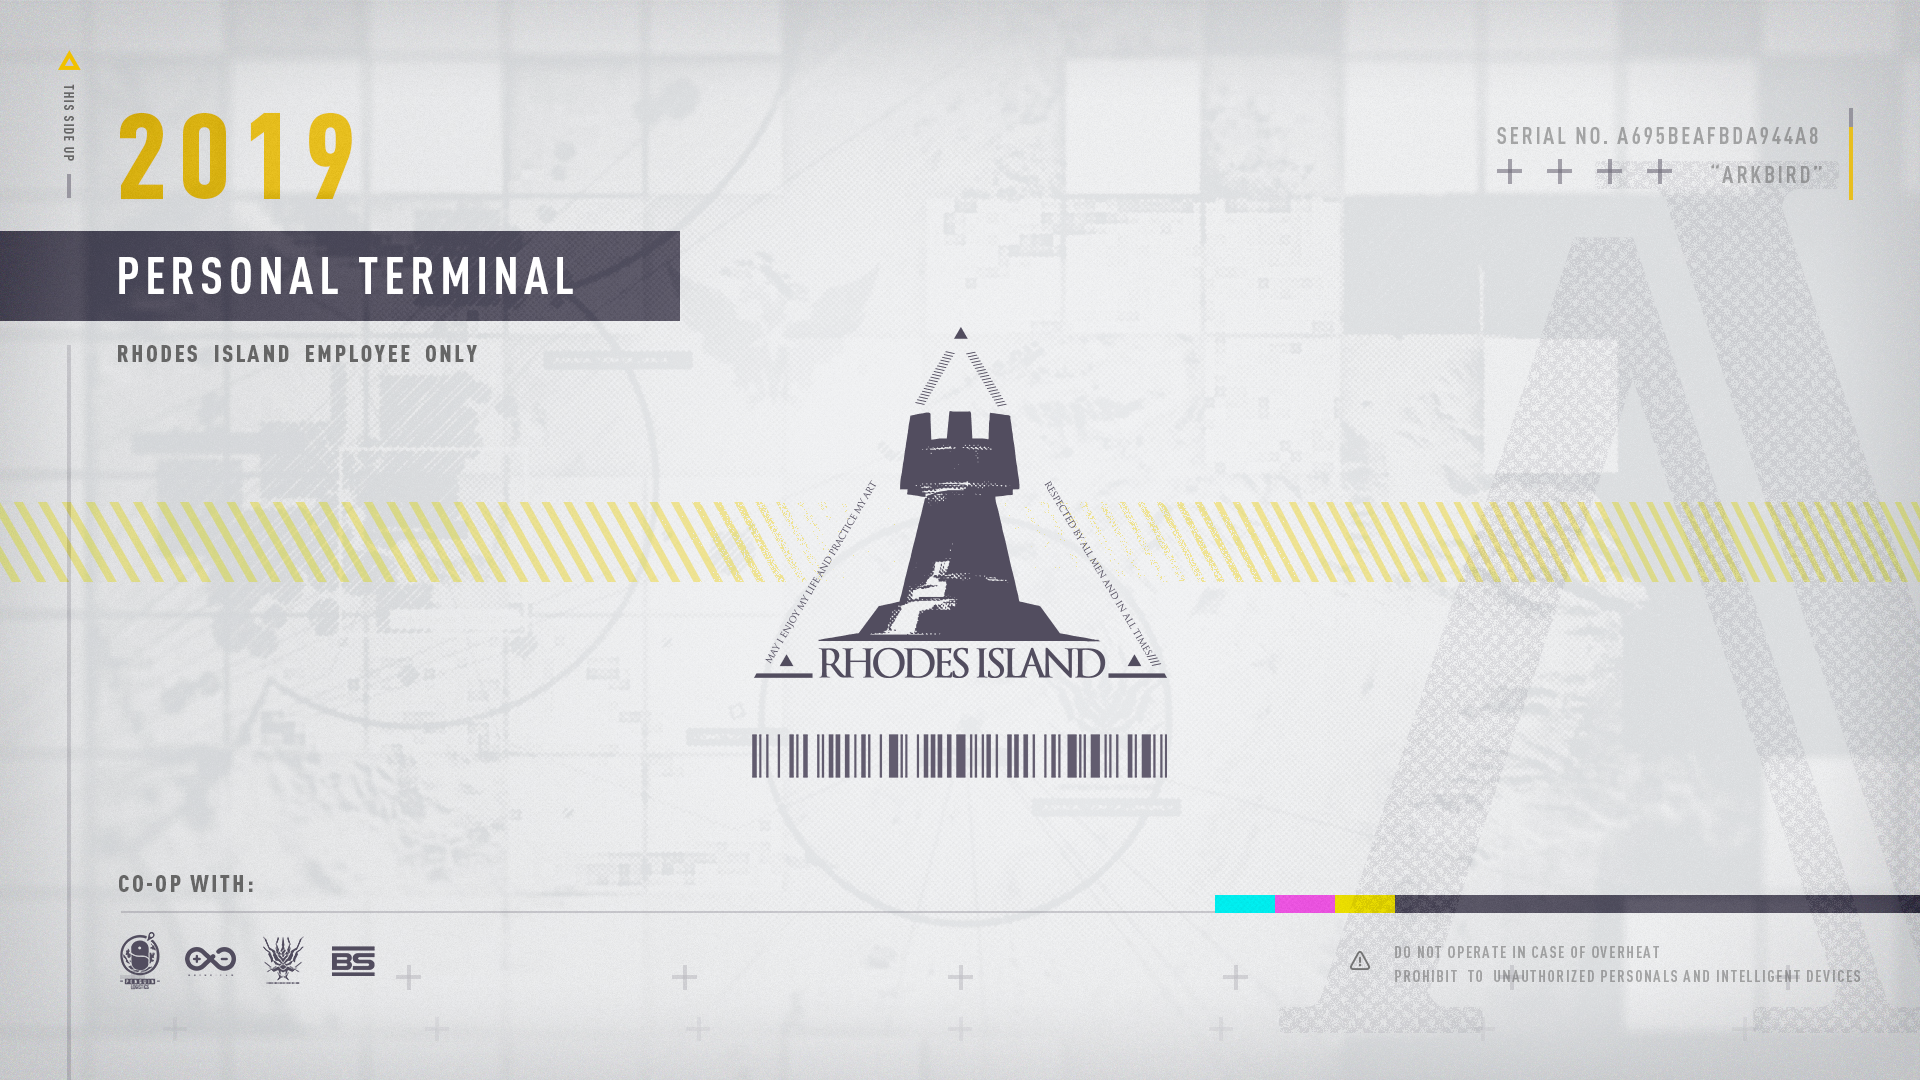 THIS SIDE UP
2019
SERIAL NO. A695BEAFBDA944A8
"ARKBIRD"
PERSONAL TERMINAL
RHODES ISLAND EMPLOYEE ONLY
MAY I ENJOY MY LIFE AND PRACTICE MY ART
RESPECTED BY ALL MEN AND IN ALL TIMES////
RHODES ISLAND
CO-OP WITH:
PENGUIN
LOGISTICS
BS
DO NOT OPERATE IN CASE OF OVERHEAT
PROHIBIT TO UNAUTHORIZED PERSONALS AND INTELLIGENT DEVICES
A